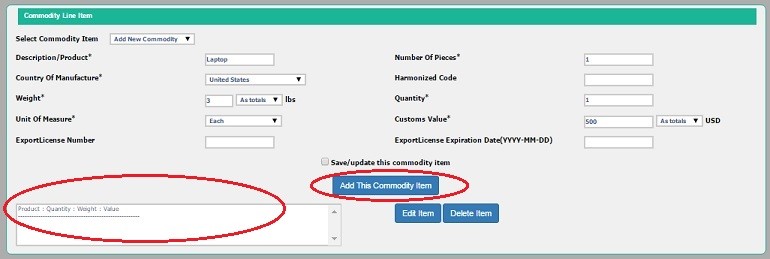 Commodity Line Item
Select Commodity Item Add New Commodity ▼
Description/Product* Laptop Number Of Pieces* 1
Country Of Manufacture* United States ▼ Harmonized Code
Weight* 3 As totals ▼ lbs Quantity* 1
Unit Of Measure* Each ▼ Customs Value* 500 As totals ▼ USD
ExportLicense Number ExportLicense Expiration Date(YYYY-MM-DD)
Save/update this commodity item
Add This Commodity Item
Product : Quantity : Weight : Value
Edit Item Delete Item